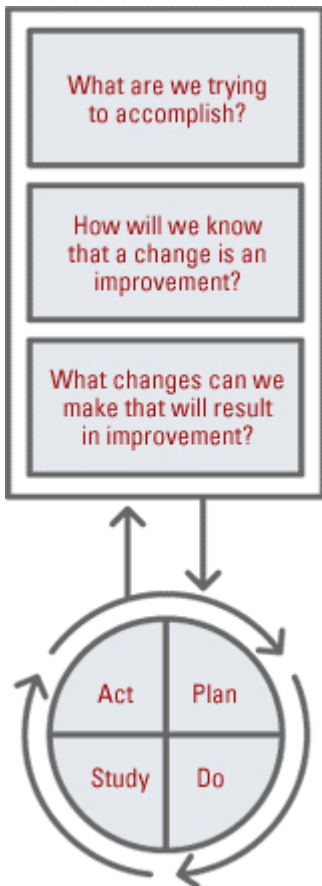 What are we trying
to accomplish?
How will we know
that a change is an
improvement?
What changes can we
make that will result
in improvement?
Act
Plan
Study
Do